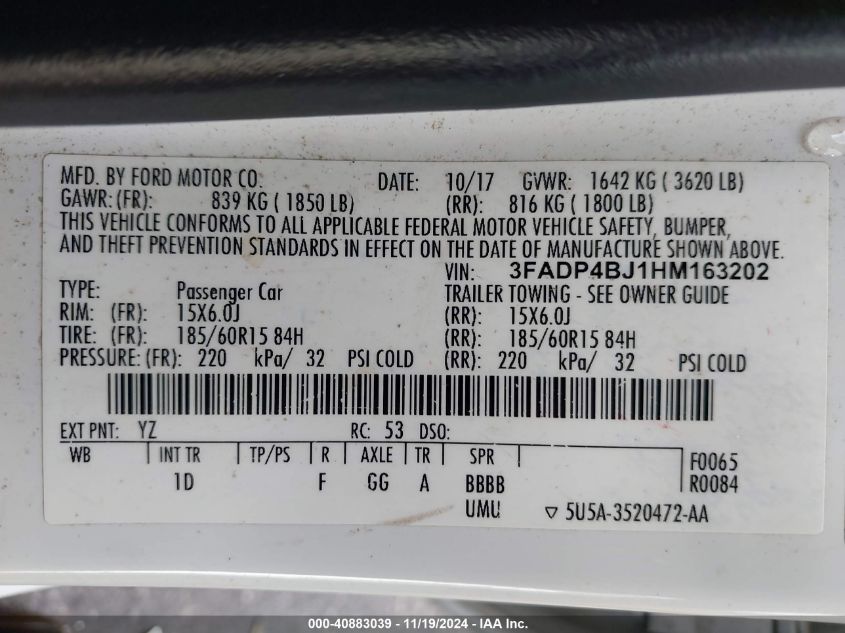 MFD. BY FORD MOTOR CO. DATE: 10/17 GVWR: 1642 KG ( 3620 LB)
GAWR: (FR): 839 KG ( 1850 LB) (RR): 816 KG ( 1800 LB)
THIS VEHICLE CONFORMS TO ALL APPLICABLE FEDERAL MOTOR VEHICLE SAFETY, BUMPER,
AND THEFT PREVENTION STANDARDS IN EFFECT ON THE DATE OF MANUFACTURE SHOWN ABOVE.
VIN: 3FADP4BJ1HM163202
TYPE: Passenger Car TRAILER TOWING - SEE OWNER GUIDE
RIM: (FR): 15X6.0J (RR): 15X6.0J
TIRE: (FR): 185/60R15 84H (RR): 185/60R15 84H
PRESSURE: (FR): 220 kPa/ 32 PSI COLD (RR): 220 kPa/ 32 PSI COLD
EXT PNT: YZ RC: 53 DSO:
WB INT TR TP/PS R AXLE TR SPR F0065
1D F GG A BBBB R0084
UMU ▽ 5U5A-3520472-AA
000-40883039 - 11/19/2024 - IAA Inc.